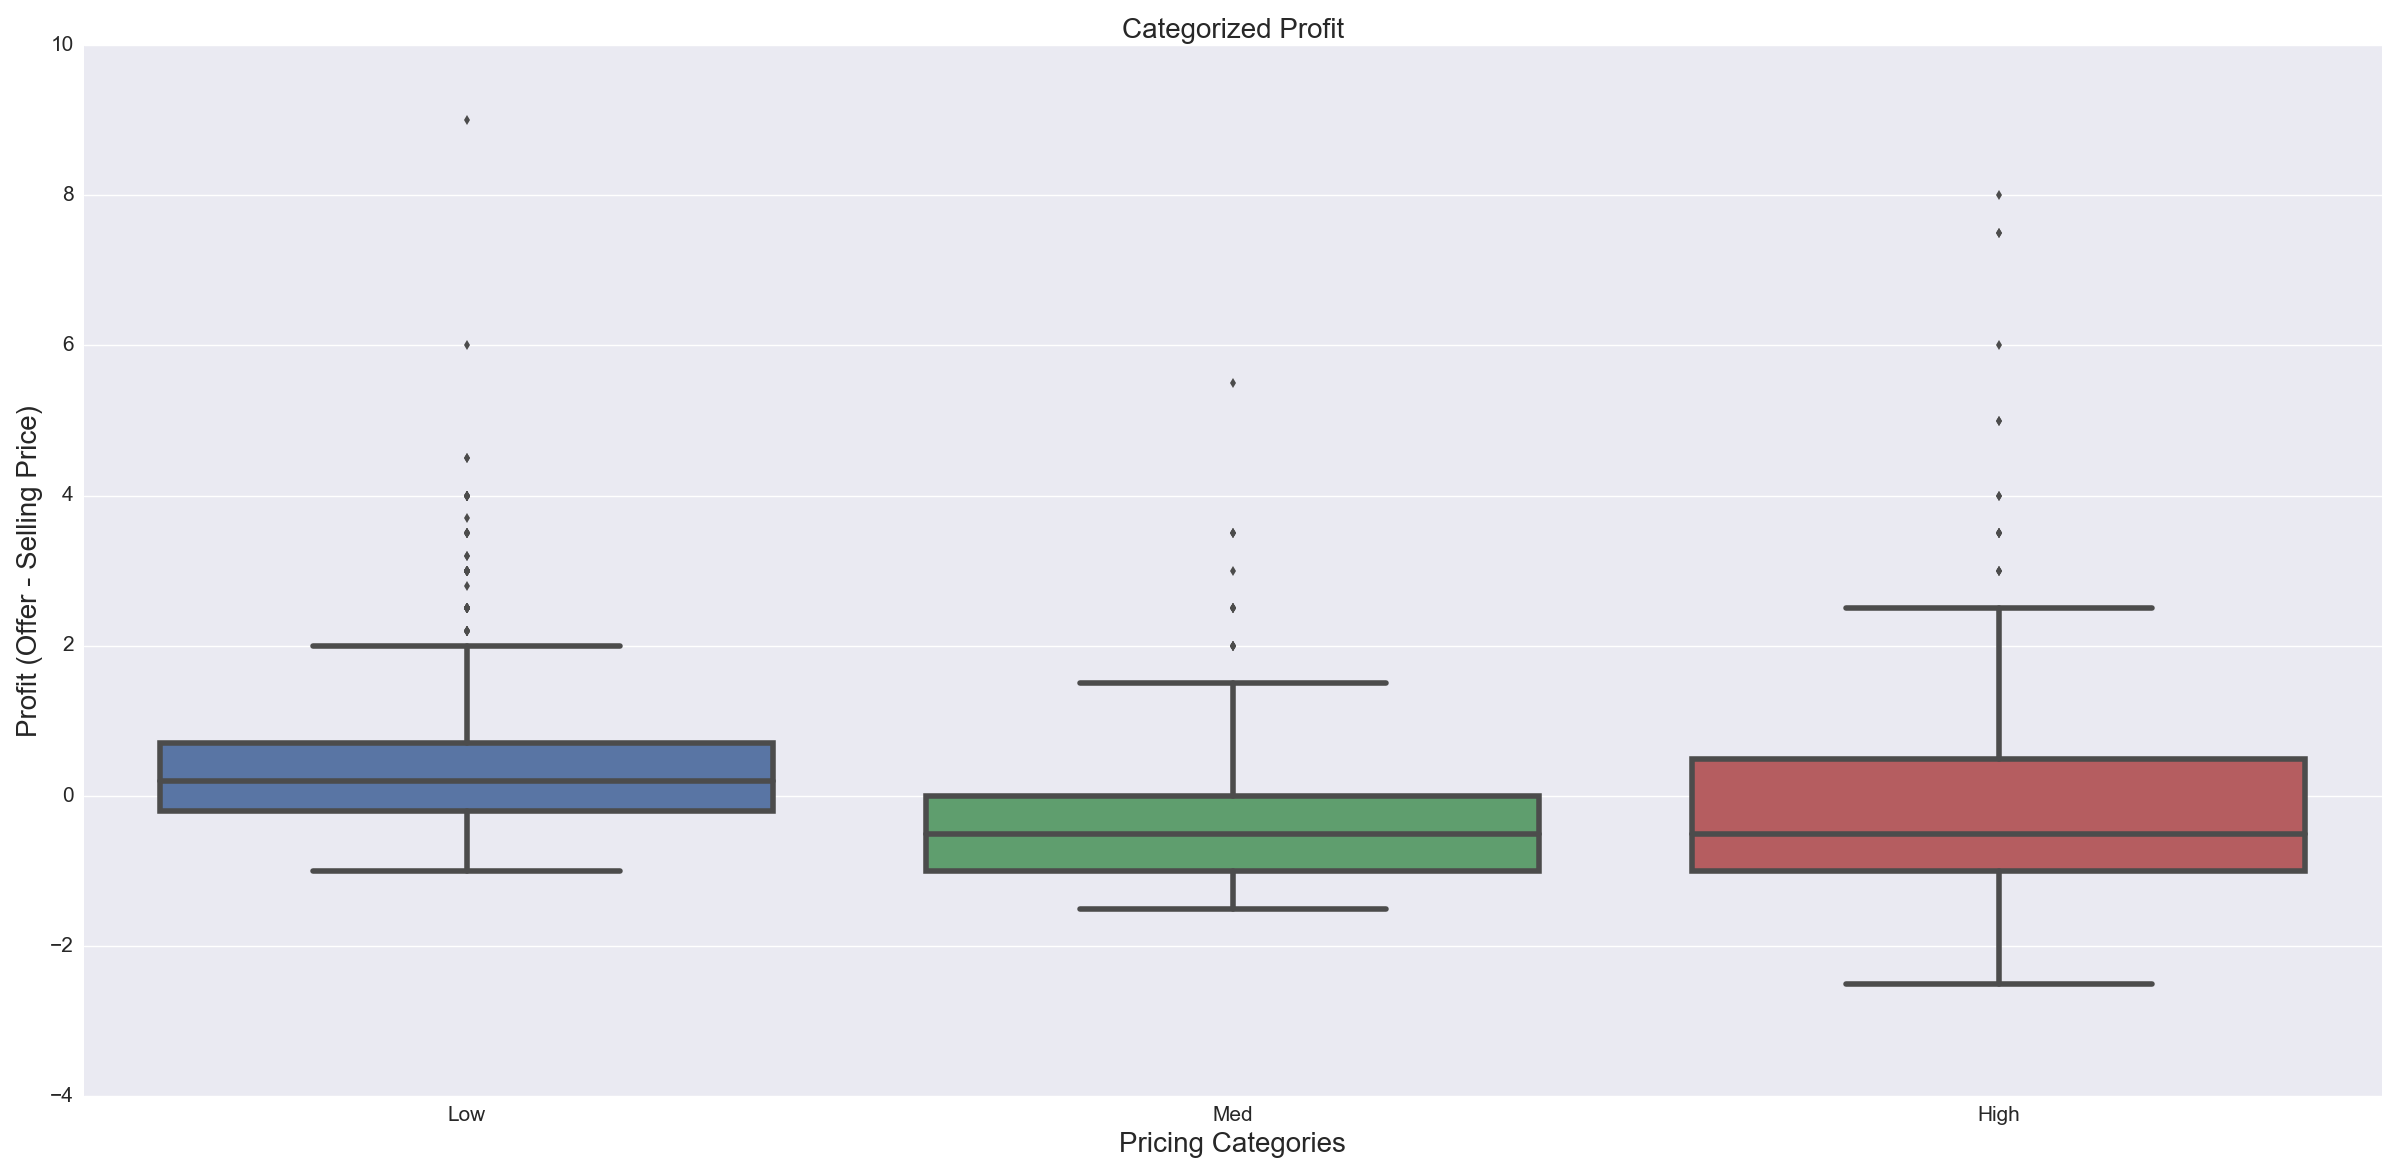 Categorized Profit
10
8
6
4
2
0
−2
−4
Profit (Offer - Selling Price)
Low Med High
Pricing Categories